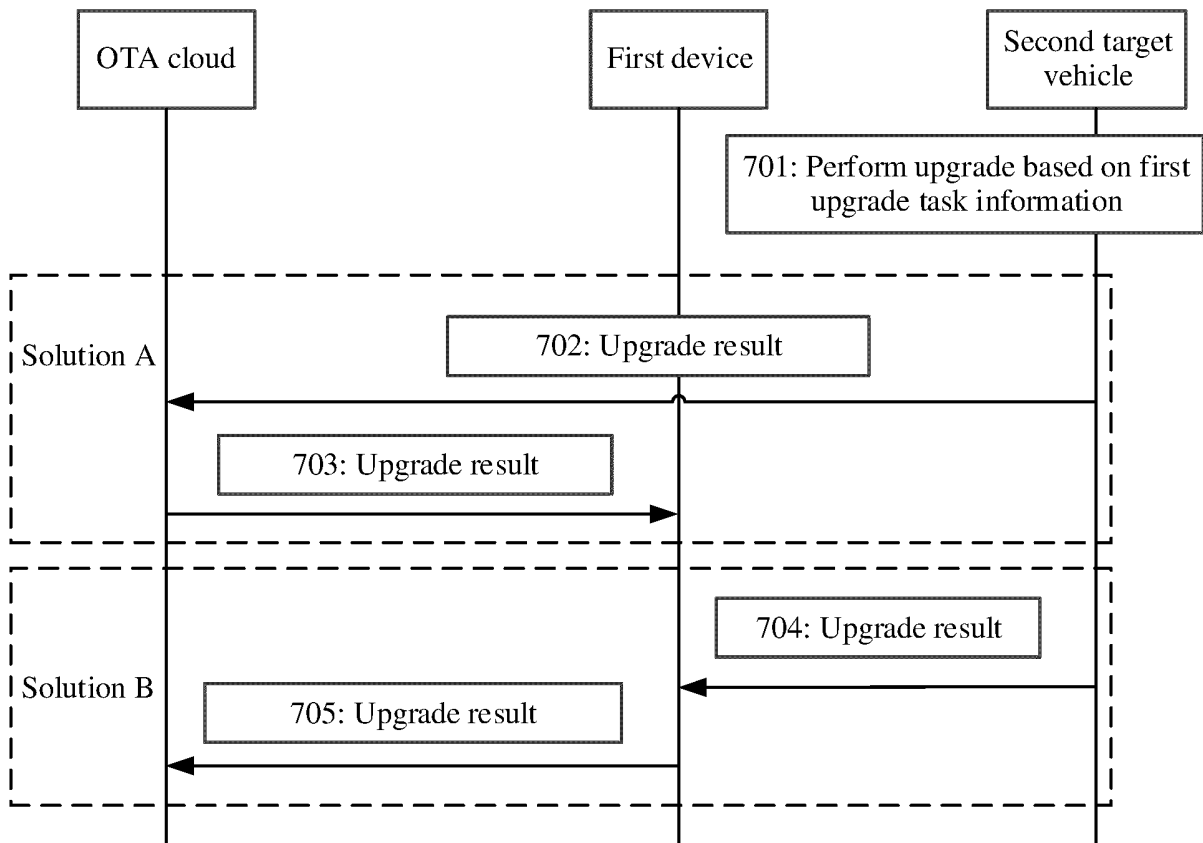 OTA cloud
First device
Second target
vehicle
701: Perform upgrade based on first
upgrade task information
Solution A
702: Upgrade result
703: Upgrade result
Solution B
704: Upgrade result
705: Upgrade result